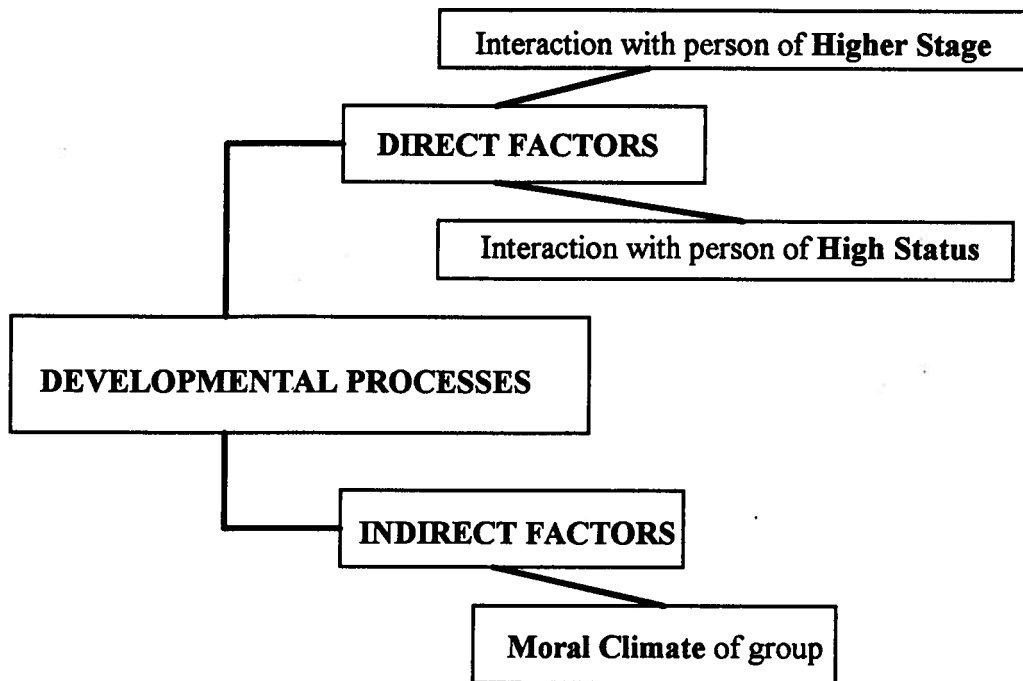 Interaction with person of Higher Stage
DIRECT FACTORS
Interaction with person of High Status
DEVELOPMENTAL PROCESSES
INDIRECT FACTORS
Moral Climate of group